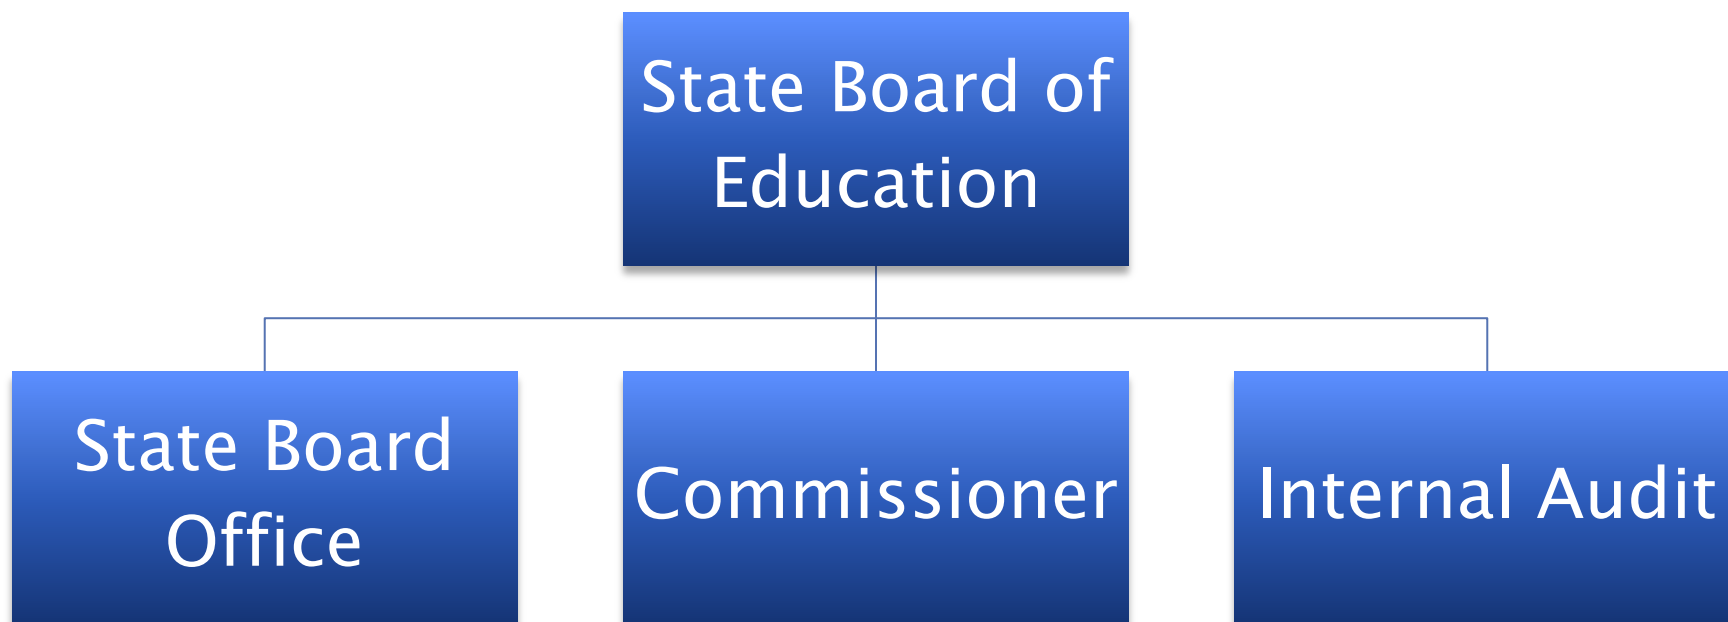 State Board of
Education
State Board
Office
Commissioner
Internal Audit